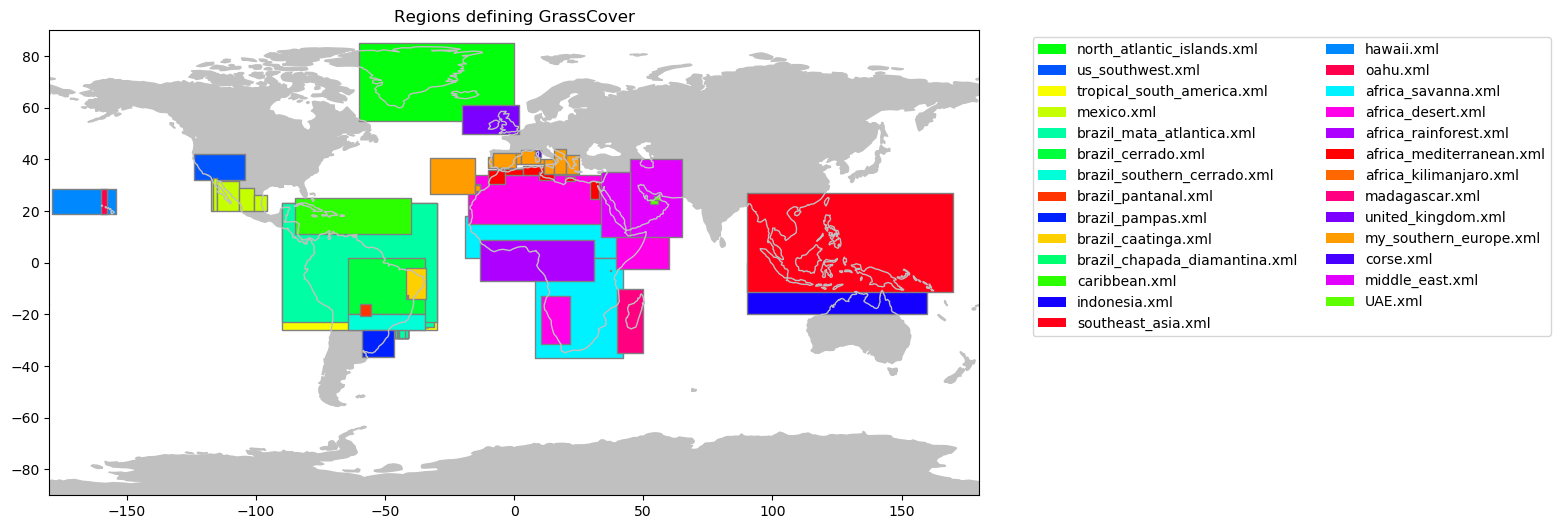 Regions defining GrassCover
80
60
40
20
0
−20
−40
−60
−80
−150
−100
−50
0
50
100
150
north_atlantic_islands.xml
us_southwest.xml
tropical_south_america.xml
mexico.xml
brazil_mata_atlantica.xml
brazil_cerrado.xml
brazil_southern_cerrado.xml
brazil_pantanal.xml
brazil_pampas.xml
brazil_caatinga.xml
brazil_chapada_diamantina.xml
caribbean.xml
indonesia.xml
southeast_asia.xml
hawaii.xml
oahu.xml
africa_savanna.xml
africa_desert.xml
africa_rainforest.xml
africa_mediterranean.xml
africa_kilimanjaro.xml
madagascar.xml
united_kingdom.xml
my_southern_europe.xml
corse.xml
middle_east.xml
UAE.xml